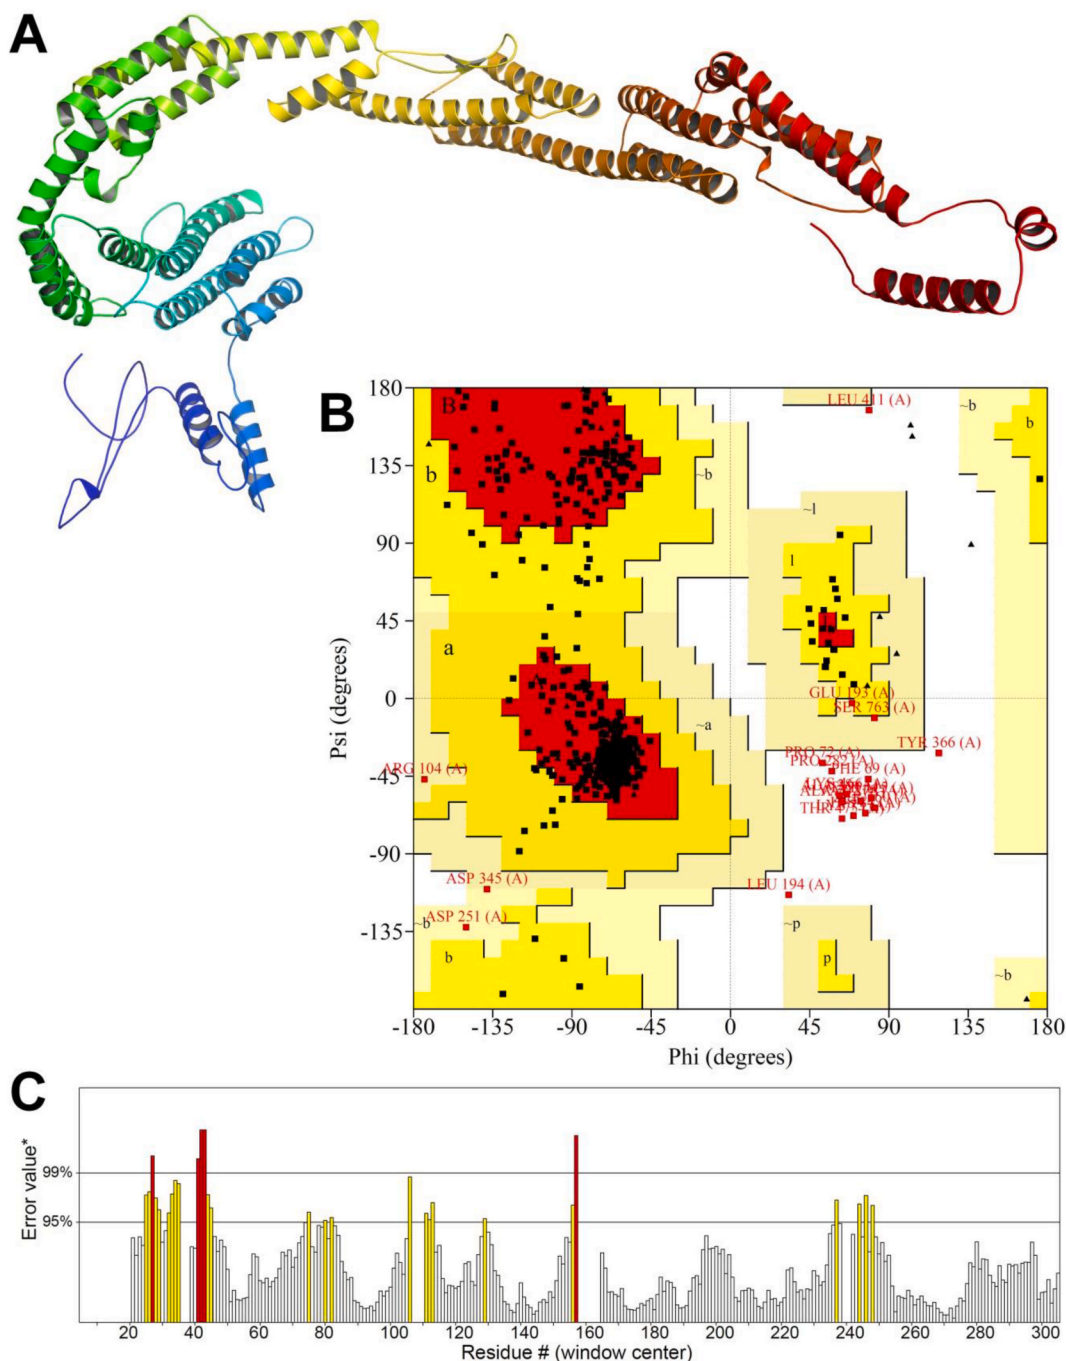 A
B
180
135
90
45
0
-45
-90
-135
-180
-135
-90
-45
0
45
90
135
180
Psi (degrees)
Phi (degrees)
B
LEU 411 (A)
~b
b
b
~b
~l
l
a
GLU 193 (A)
SER 763 (A)
~a
TYR 366 (A)
PRO 72 (A)
PRO 282 (A)
PHE 69 (A)
ARG 104 (A)
ASP 345 (A)
LEU 194 (A)
ASP 251 (A)
~b
~p
b
p
~b
C
Error value*
99%
95%
20
40
60
80
100
120
140
160
180
200
220
240
260
280
300
Residue # (window center)